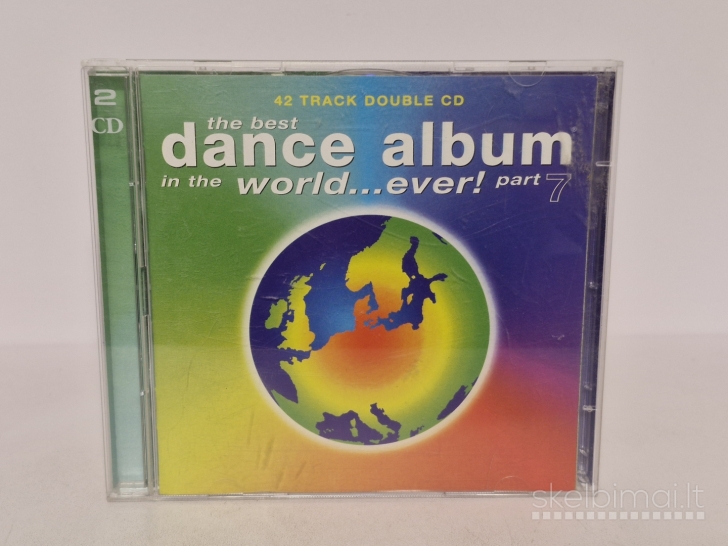 2
CD
42 TRACK DOUBLE CD
the best
dance album
in the world...ever! part 7
skelbimai.lt